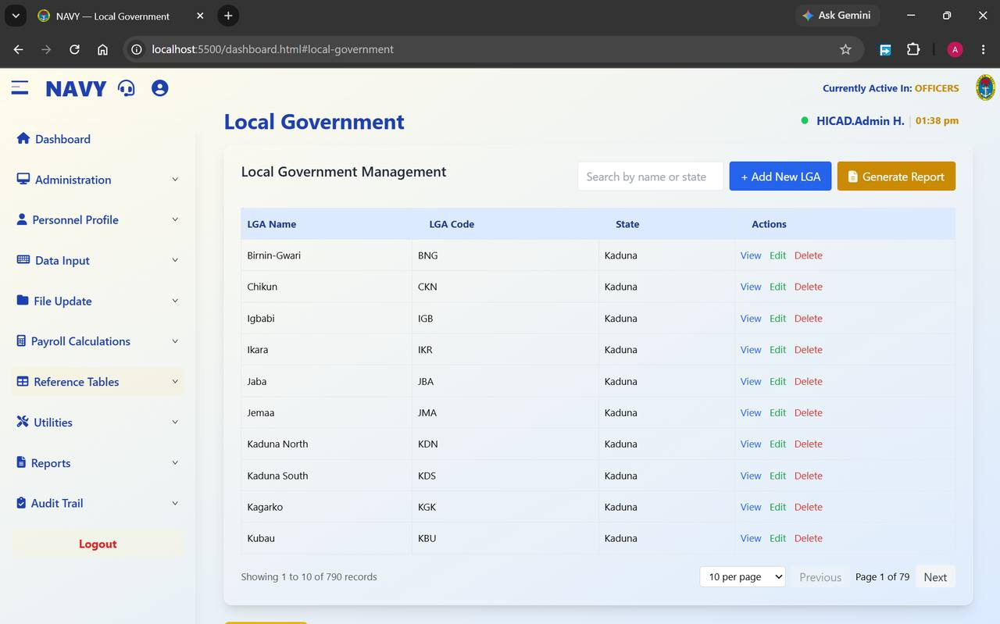 NAVY — Local Government
Ask Gemini
localhost:5500/dashboard.html#local-government
A
NAVY
Currently Active In: OFFICERS
Local Government
HICAD.Admin H. | 01:38 pm
Dashboard
Administration
Personnel Profile
Data Input
File Update
Payroll Calculations
Reference Tables
Utilities
Reports
Audit Trail
Logout
Local Government Management
Search by name or state
+ Add New LGA
Generate Report
LGA Name LGA Code State Actions
Birnin-Gwari BNG Kaduna View Edit Delete
Chikun CKN Kaduna View Edit Delete
Igbabi IGB Kaduna View Edit Delete
Ikara IKR Kaduna View Edit Delete
Jaba JBA Kaduna View Edit Delete
Jemaa JMA Kaduna View Edit Delete
Kaduna North KDN Kaduna View Edit Delete
Kaduna South KDS Kaduna View Edit Delete
Kagarko KGK Kaduna View Edit Delete
Kubau KBU Kaduna View Edit Delete
Showing 1 to 10 of 790 records
10 per page
Previous
Page 1 of 79
Next